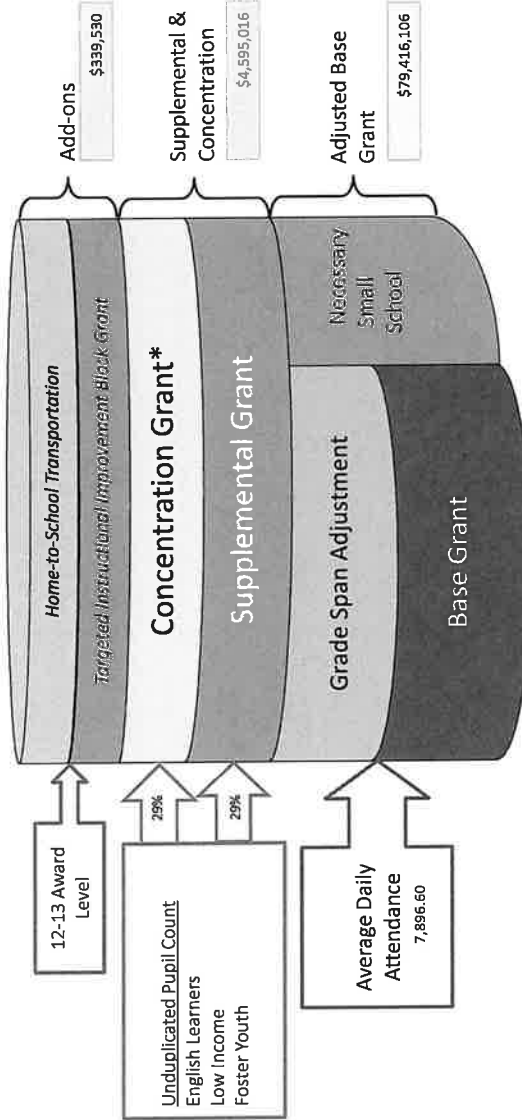 12-13 Award
Level
Unduplicated Pupil Count
English Learners
Low Income
Foster Youth
29%
29%
Average Daily
Attendance
7,896.60
Home-to-School Transportation
Targeted Instructional Improvement Block Grant
Concentration Grant*
Supplemental Grant
Grade Span Adjustment
Base Grant
Necessary
Small
School
Add-ons
$339,530
Supplemental &
Concentration
$4,595,016
Adjusted Base
Grant
$79,416,106